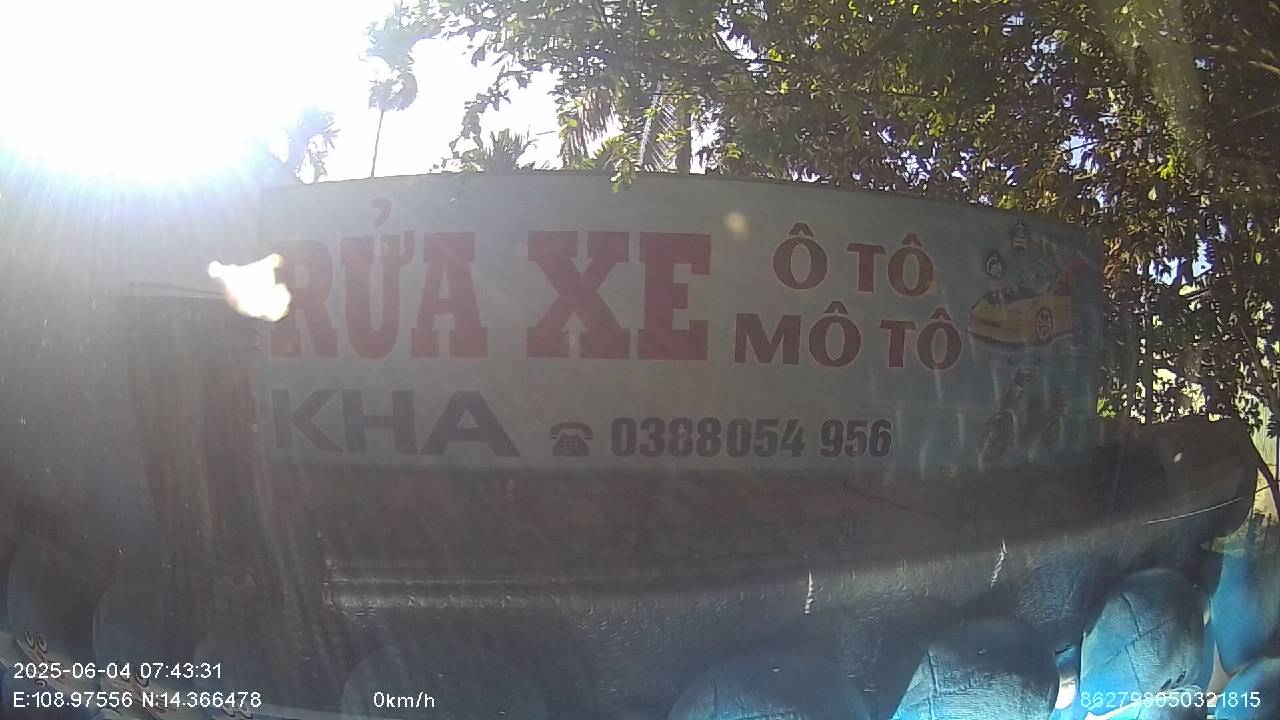 RỬA XE
Ô TÔ
MÔ TÔ
KHA ☎ 0388054 956
2025-06-04 07:43:31
E:108.97556 N:14.366478 0km/h 862798050321815